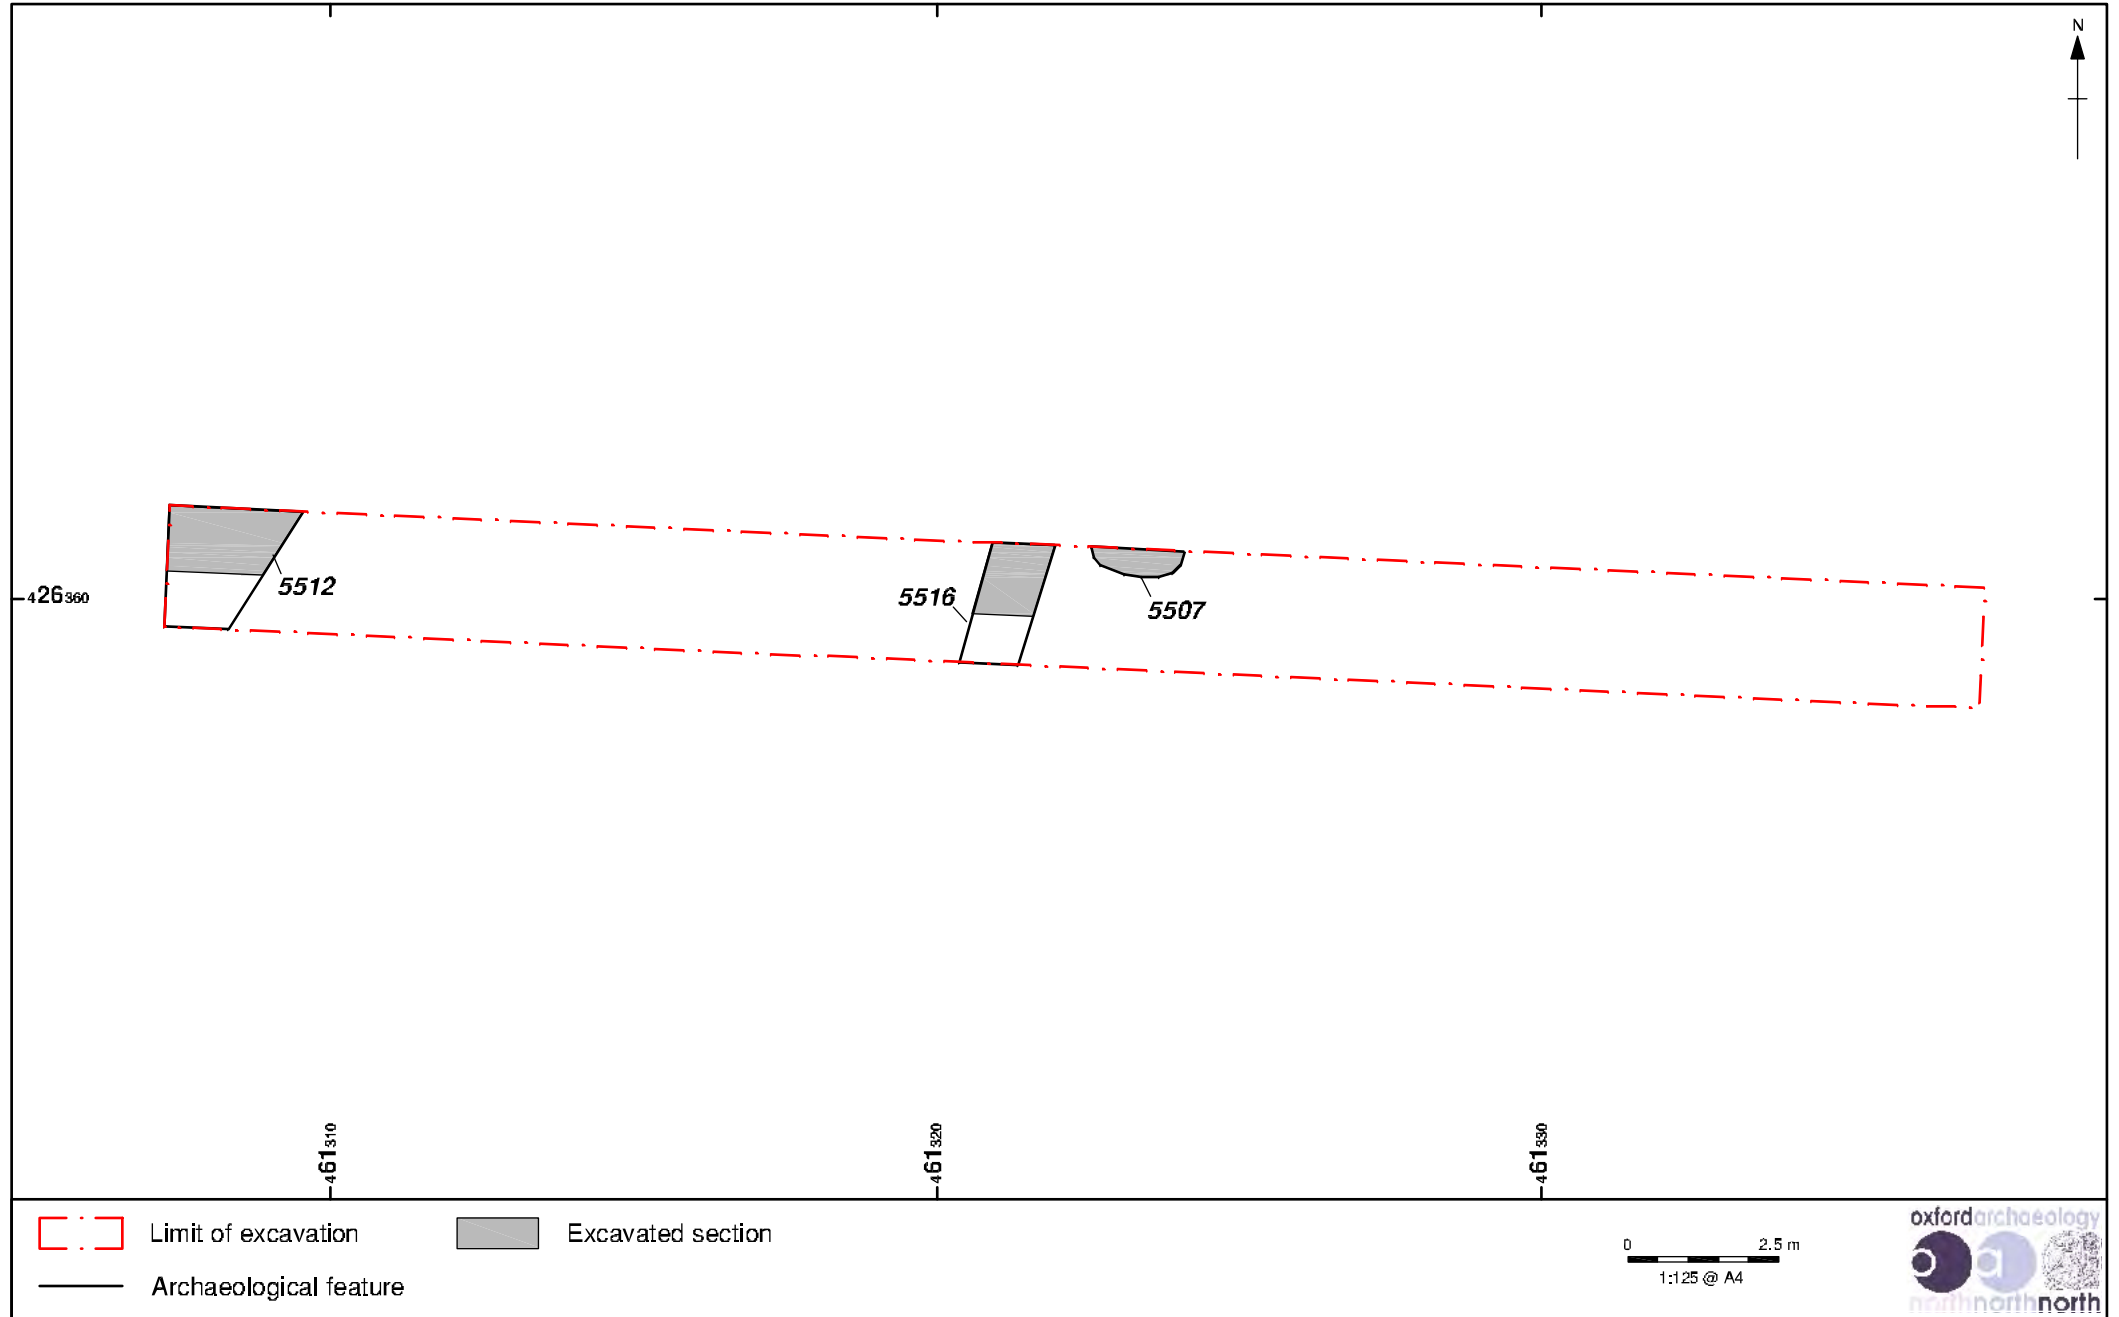 N
5512
5516
5507
426360
461310
461320
461330
Limit of excavation
Excavated section
Archaeological feature
0 2.5 m
1:125 @ A4
oxfordarchaeology
northnorthnorth